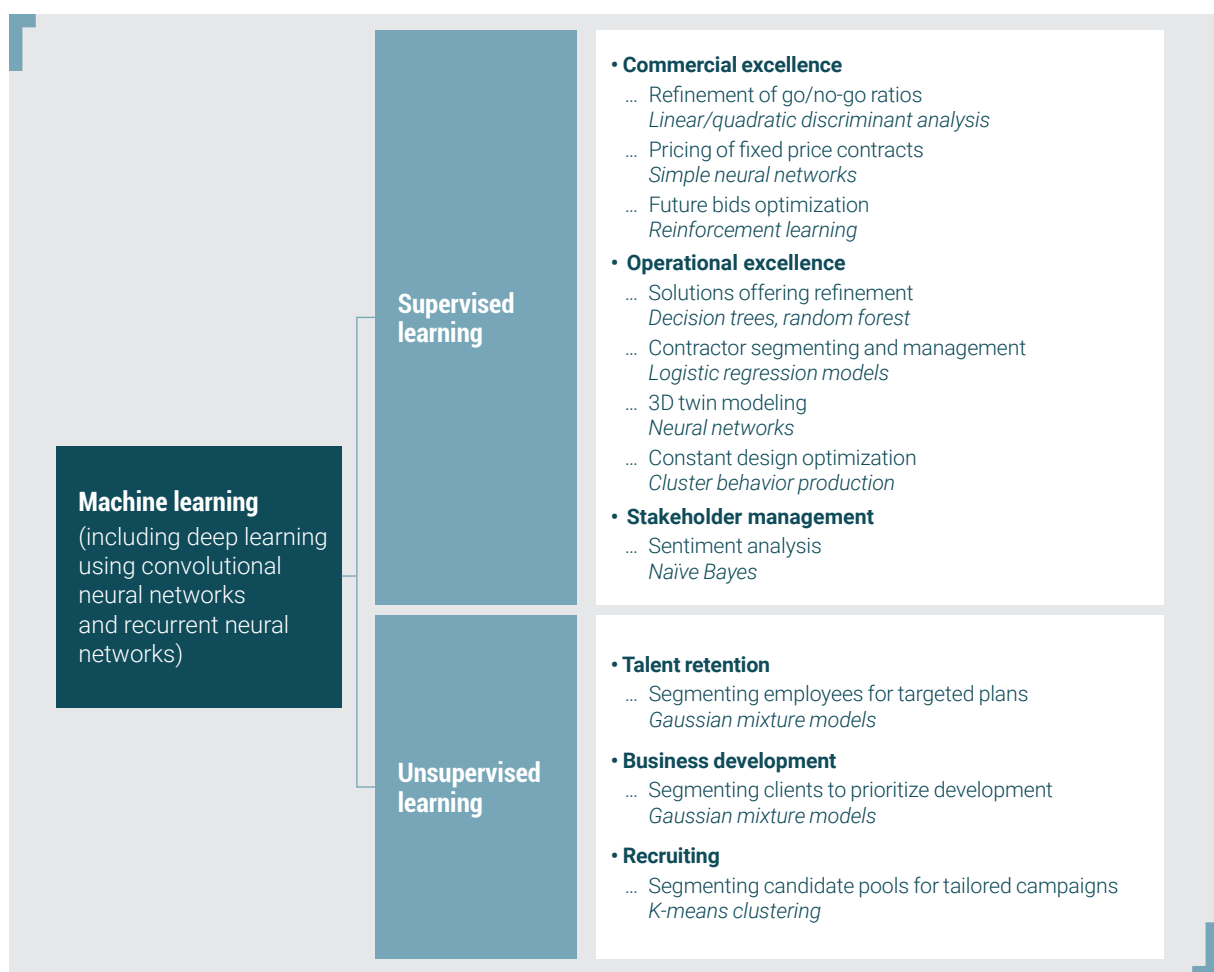 Machine learning
(including deep learning
using convolutional
neural networks
and recurrent neural
networks)
Supervised
learning
• Commercial excellence
... Refinement of go/no-go ratios
Linear/quadratic discriminant analysis
... Pricing of fixed price contracts
Simple neural networks
... Future bids optimization
Reinforcement learning
• Operational excellence
... Solutions offering refinement
Decision trees, random forest
... Contractor segmenting and management
Logistic regression models
... 3D twin modeling
Neural networks
... Constant design optimization
Cluster behavior production
• Stakeholder management
... Sentiment analysis
Naïve Bayes
Unsupervised
learning
• Talent retention
... Segmenting employees for targeted plans
Gaussian mixture models
• Business development
... Segmenting clients to prioritize development
Gaussian mixture models
• Recruiting
... Segmenting candidate pools for tailored campaigns
K-means clustering